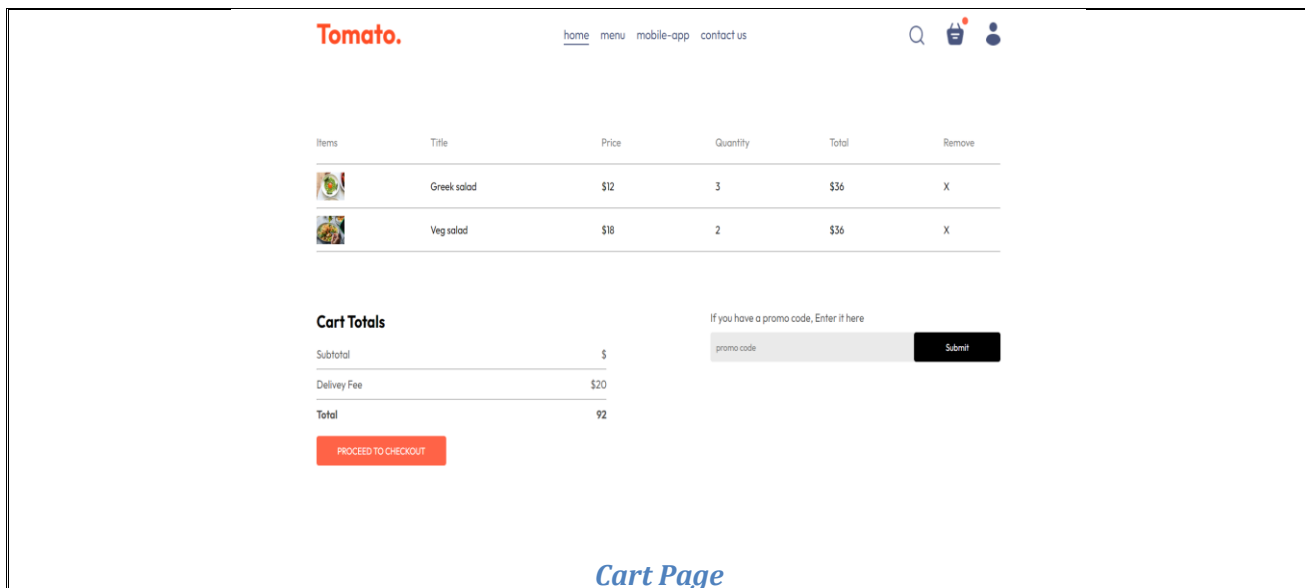 Tomato.
home menu mobile-app contact us
Items Title Price Quantity Total Remove
Greek salad $12 3 $36 X
Veg salad $18 2 $36 X
Cart Totals
Subtotal $
Delivey Fee $20
Total 92
PROCEED TO CHECKOUT
If you have a promo code, Enter it here
promo code Submit
Cart Page